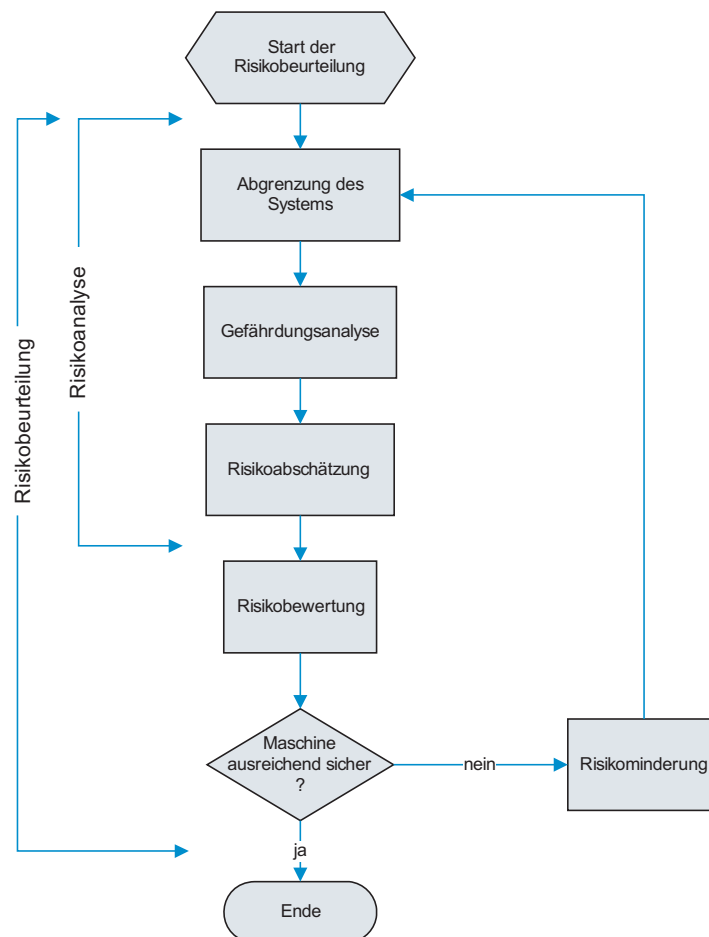 Start der
Risikobeurteilung
Abgrenzung des
Systems
Gefährdungsanalyse
Risikoabschätzung
Risikobewertung
Maschine
ausreichend sicher
?
nein
Risikominderung
ja
Ende
Risikoanalyse
Risikobeurteilung